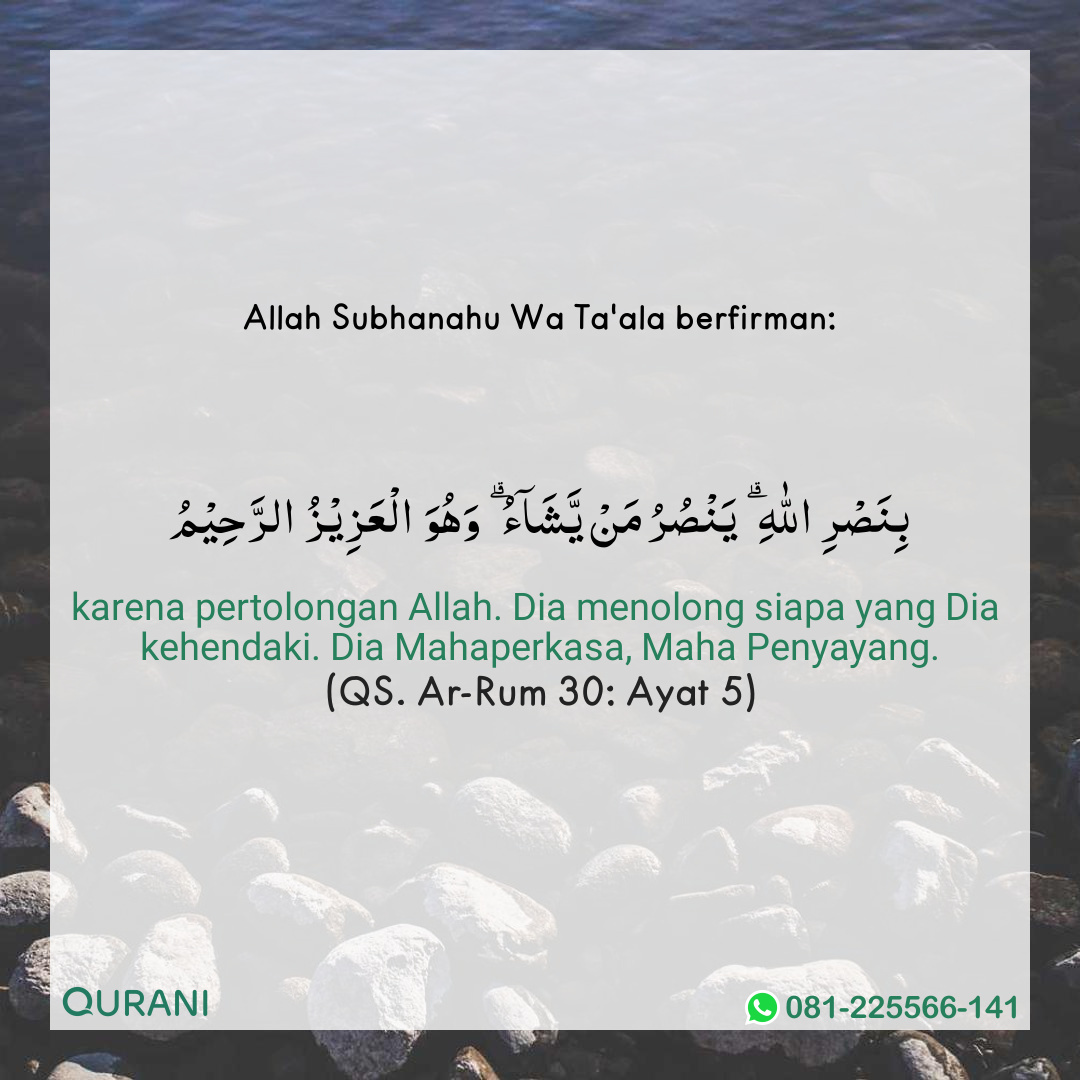 Allah Subhanahu Wa Ta'ala berfirman:
بِنَصْرِ اللّٰهِ ۗ يَنْصُرُ مَنْ يَّشَاۤءُ ۗ وَهُوَ الْعَزِيْزُ الرَّحِيْمُ
karena pertolongan Allah. Dia menolong siapa yang Dia
kehendaki. Dia Mahaperkasa, Maha Penyayang.
(QS. Ar-Rum 30: Ayat 5)
QURANI
081-225566-141